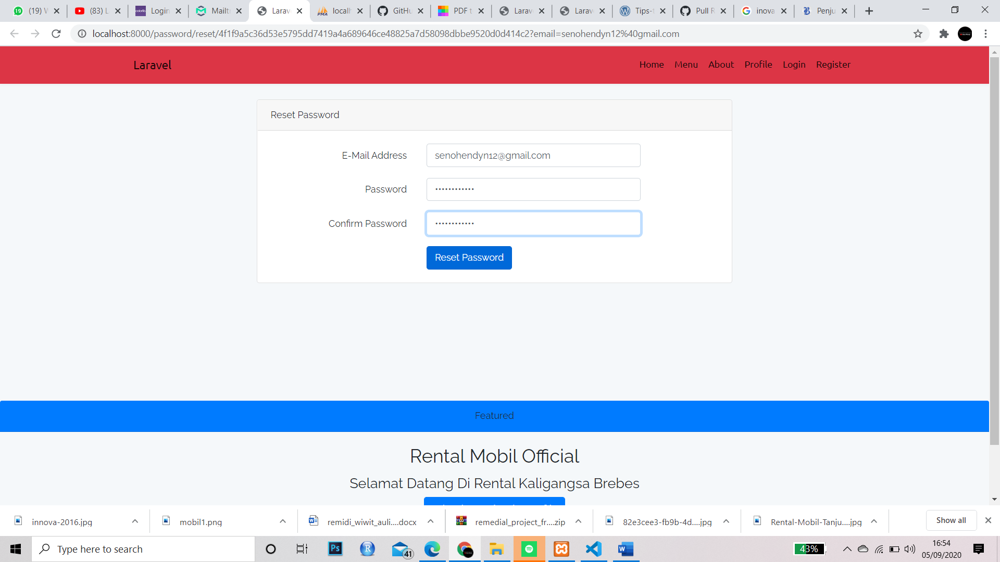 (19) W
(83) L
Login
Mailt
Larav
localh
GitHu
PDF t
Larav
Larav
Tips-t
Pull R
inova
Penju
localhost:8000/password/reset/4f1f9a5c36d53e5795dd7419a4a689646ce48825a7d58098dbbe9520d0d414c2?email=senohendyn12%40gmail.com
Laravel
Home Menu About Profile Login Register
Reset Password
E-Mail Address senohendyn12@gmail.com
Password
Confirm Password
Reset Password
Featured
Rental Mobil Official
Selamat Datang Di Rental Kaligangsa Brebes
innova-2016.jpg
mobil1.png
remidi_wiwit_auli....docx
remedial_project_fr....zip
82e3cee3-fb9b-4d....jpg
Rental-Mobil-Tanju....jpg
Show all
Type here to search
41
43%
16:54
05/09/2020